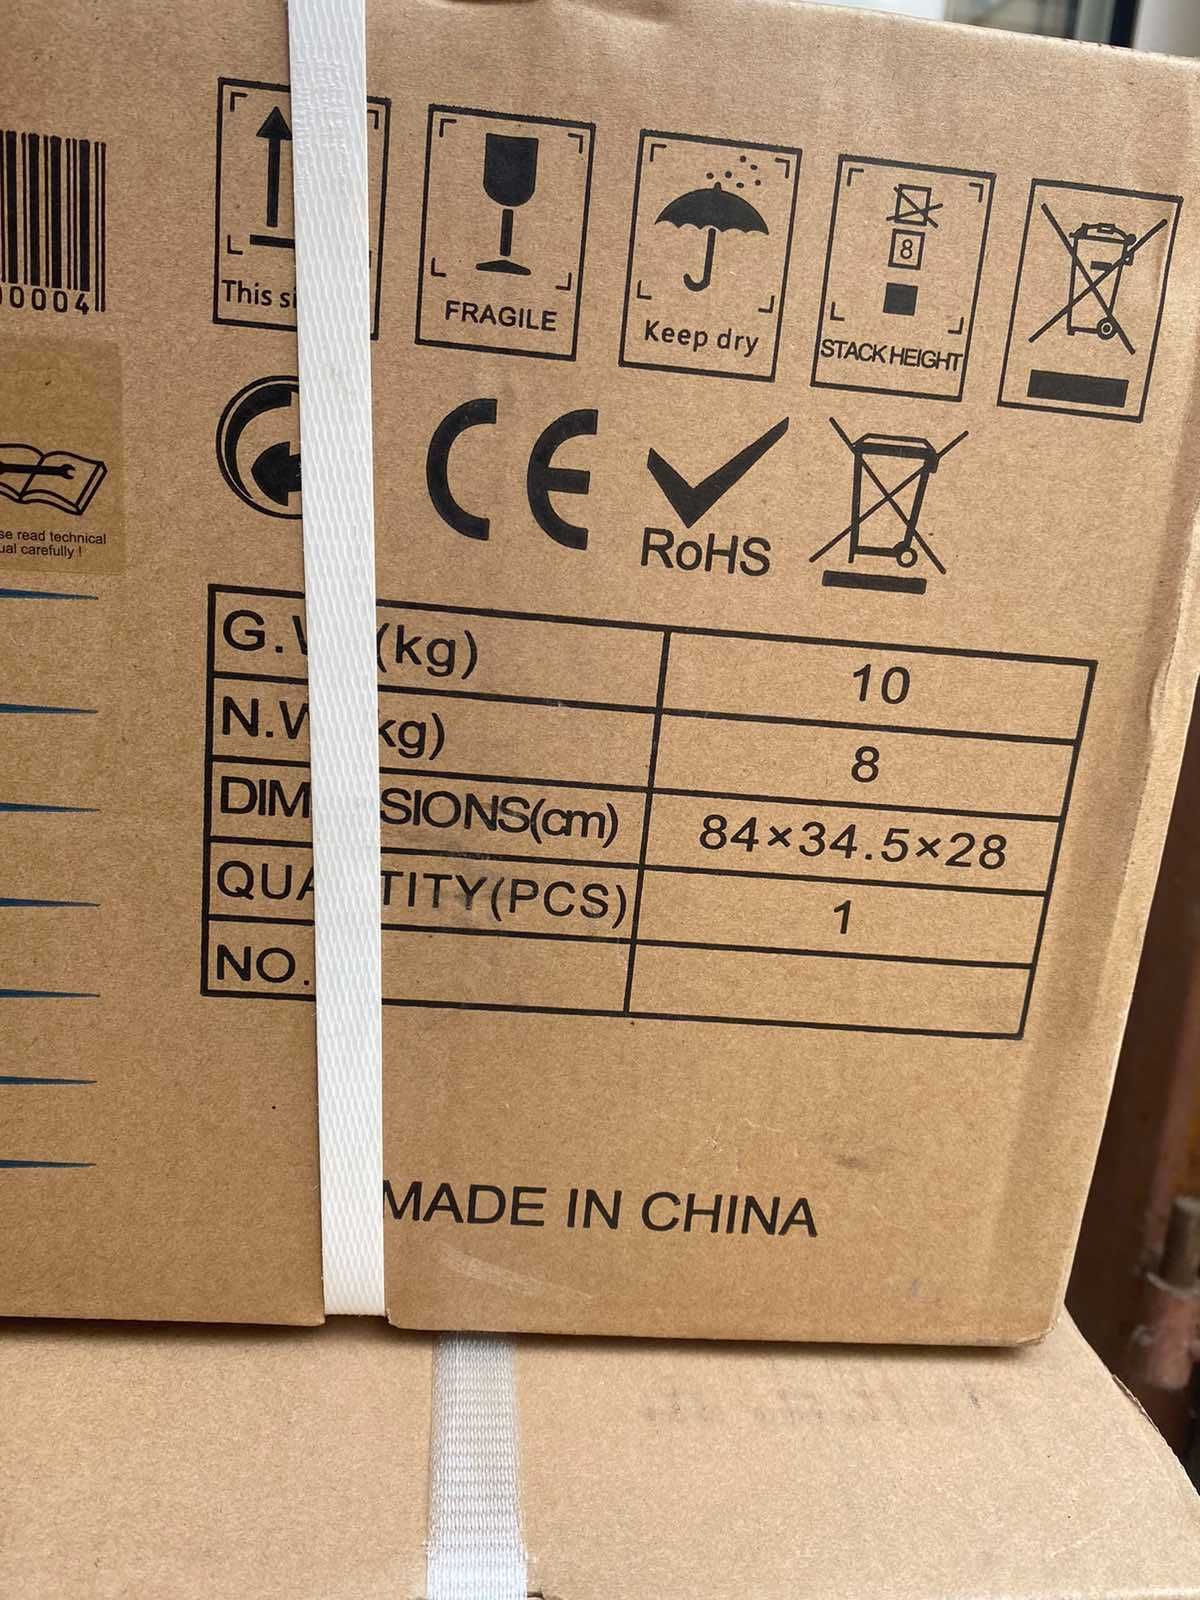 00004
This si
FRAGILE
Keep dry
8
STACK HEIGHT
se read technical
ual carefully !
CE
RoHS
G.W (kg) 10
N.W kg) 8
DIM SIONS(cm) 84×34.5×28
QUA TITY(PCS) 1
NO.
MADE IN CHINA